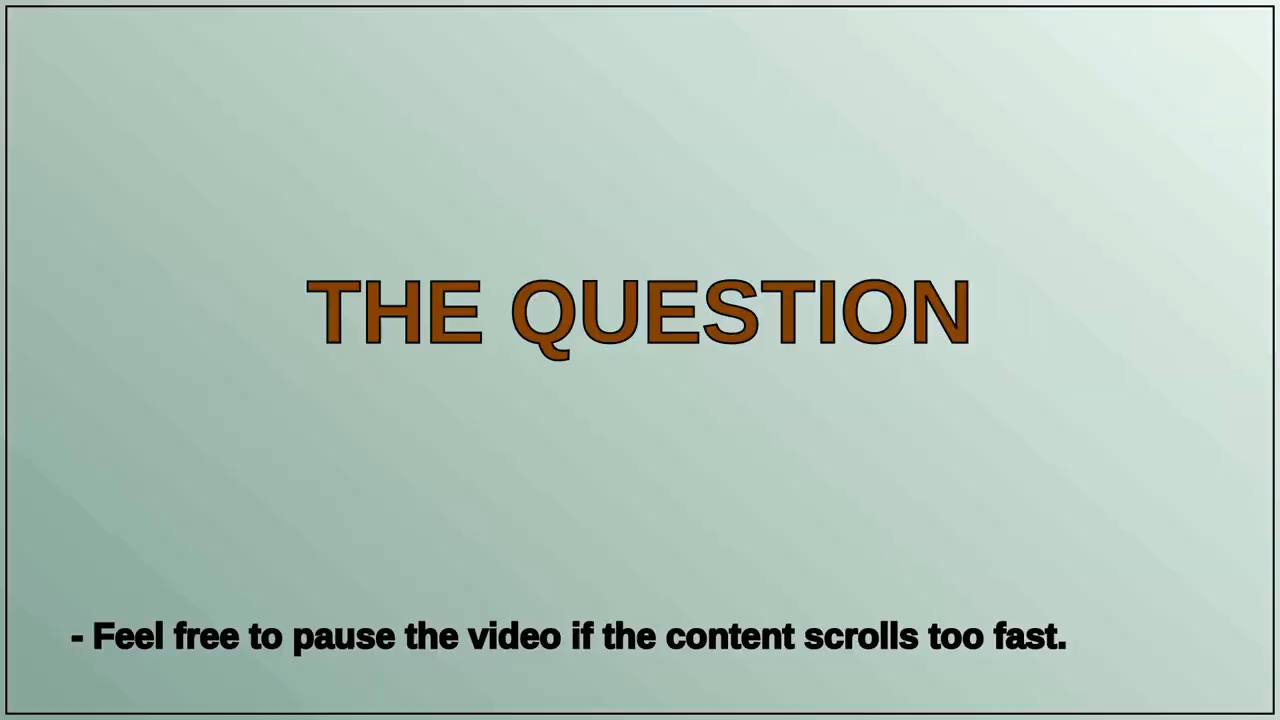 THE QUESTION
- Feel free to pause the video if the content scrolls too fast.